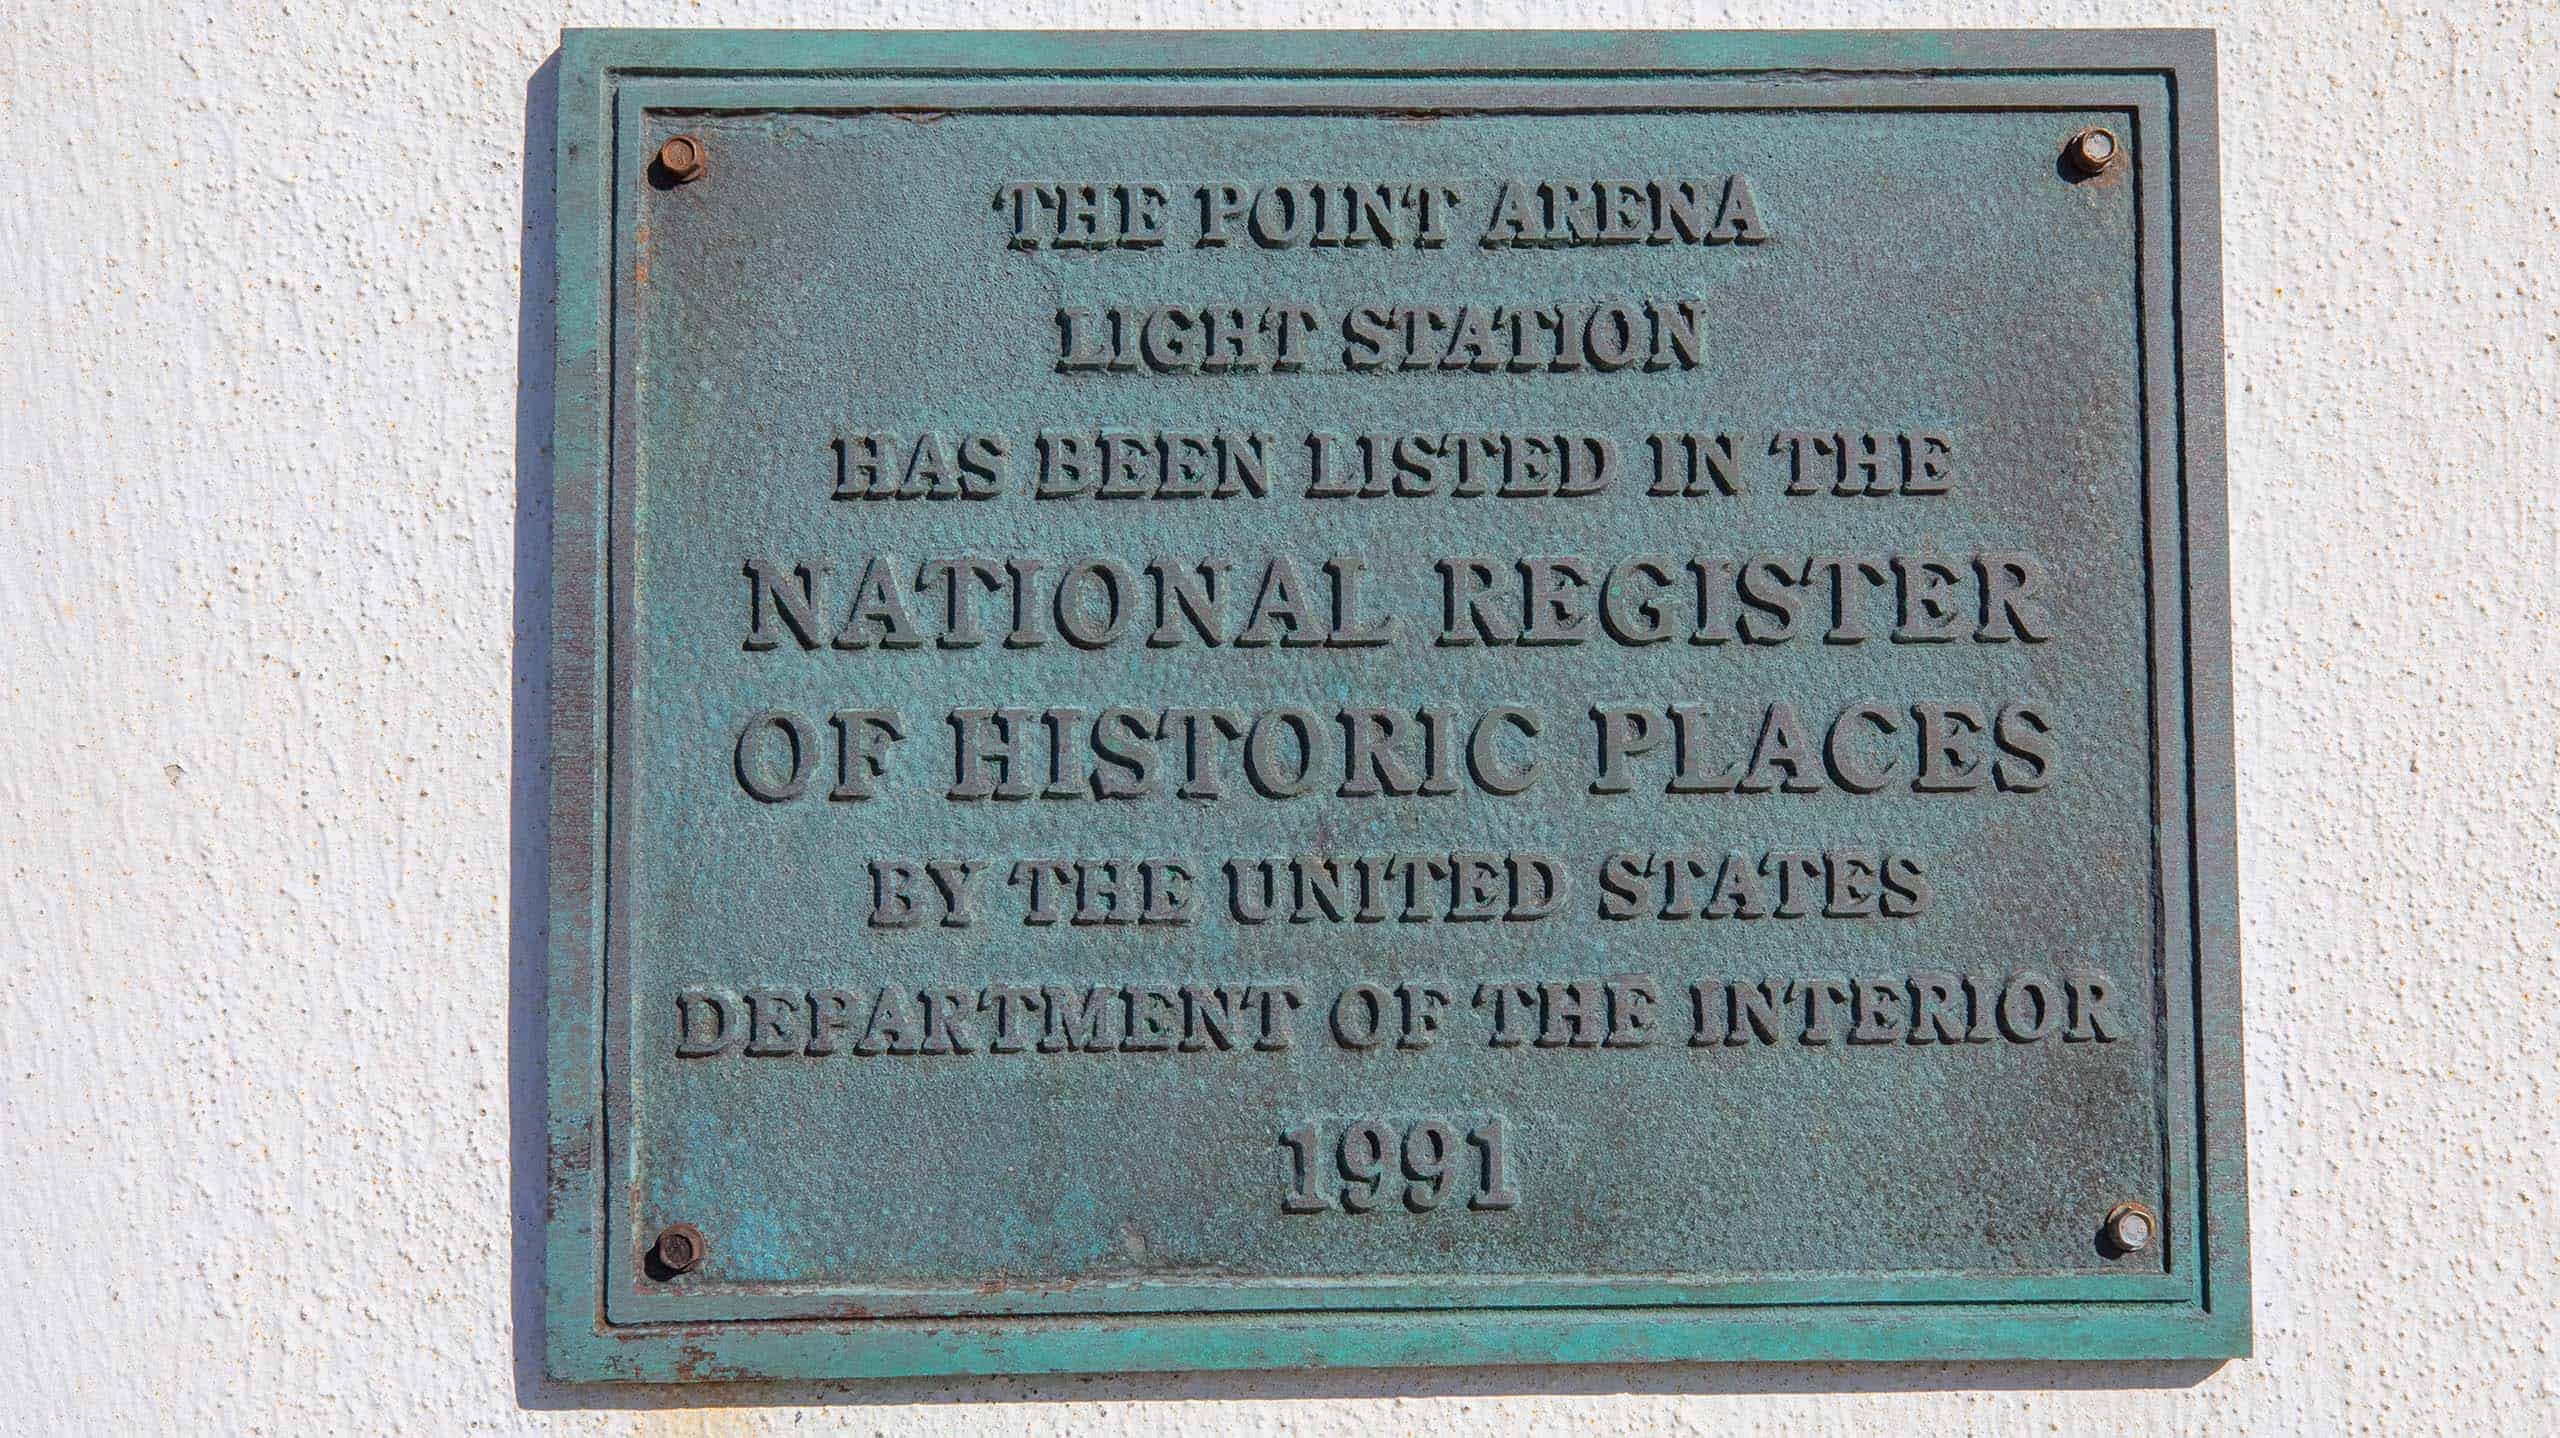 THE POINT ARENA
LIGHT STATION
HAS BEEN LISTED IN THE
NATIONAL REGISTER
OF HISTORIC PLACES
BY THE UNITED STATES
DEPARTMENT OF THE INTERIOR
1991